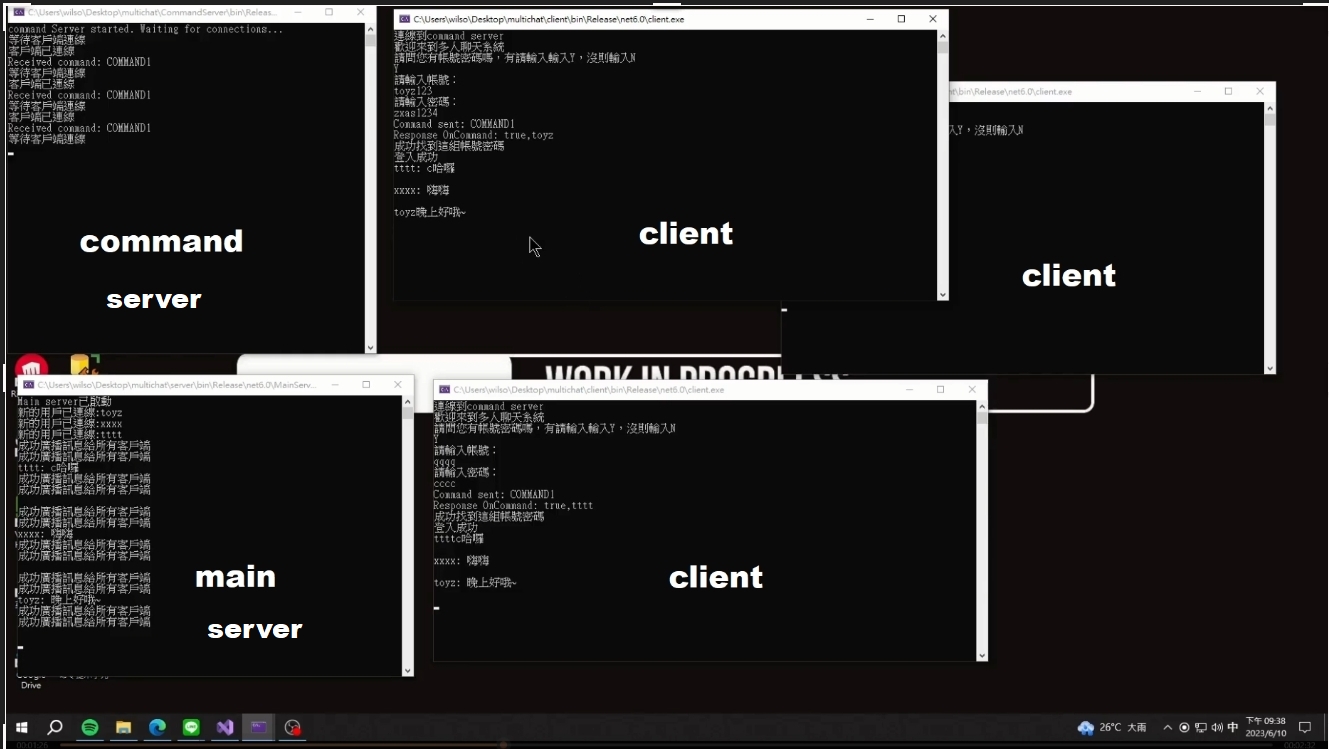 C:\Users\wilso\Desktop\multichat\CommandServer\bin\Releas...
command Server started. Waiting for connections...
等待客戶端連線
客戶端已連線
Received command: COMMAND1
等待客戶端連線
客戶端已連線
Received command: COMMAND1
等待客戶端連線
客戶端已連線
Received command: COMMAND1
等待客戶端連線
command
server
C:\Users\wilso\Desktop\multichat\client\bin\Release\net6.0\client.exe
連線到command server
歡迎來到多人聊天系統
請問您有帳號密碼嗎，有請輸入輸入Y，沒則輸入N
Y
請輸入帳號：
toyz123
請輸入密碼：
zxas1234
Command sent: COMMAND1
Response OnCommand: true,toyz
成功找到這組帳號密碼
登入成功
tttt: c哈囉
xxxx: 嗨嗨
toyz晚上好哦~
client
nt\bin\Release\net6.0\client.exe
入Y，沒則輸入N
client
WORK IN PROGRESS
C:\Users\wilso\Desktop\multichat\server\bin\Release\net6.0\MainServ...
Main server已啟動
新的用戶已連線:toyz
新的用戶已連線:xxxx
新的用戶已連線:tttt
成功廣播訊息給所有客戶端
成功廣播訊息給所有客戶端
tttt: c哈囉
成功廣播訊息給所有客戶端
成功廣播訊息給所有客戶端
成功廣播訊息給所有客戶端
成功廣播訊息給所有客戶端
xxxx: 嗨嗨
成功廣播訊息給所有客戶端
成功廣播訊息給所有客戶端
成功廣播訊息給所有客戶端
成功廣播訊息給所有客戶端
toyz: 晚上好哦~
成功廣播訊息給所有客戶端
成功廣播訊息給所有客戶端
main
server
C:\Users\wilso\Desktop\multichat\client\bin\Release\net6.0\client.exe
連線到command server
歡迎來到多人聊天系統
請問您有帳號密碼嗎，有請輸入輸入Y，沒則輸入N
Y
請輸入帳號：
qqqq
請輸入密碼：
cccc
Command sent: COMMAND1
Response OnCommand: true,tttt
成功找到這組帳號密碼
登入成功
ttttc哈囉
xxxx: 嗨嗨
toyz: 晚上好哦~
client
Google
Drive
26°C 大雨
中
下午 09:38
2023/6/10
00:01:26